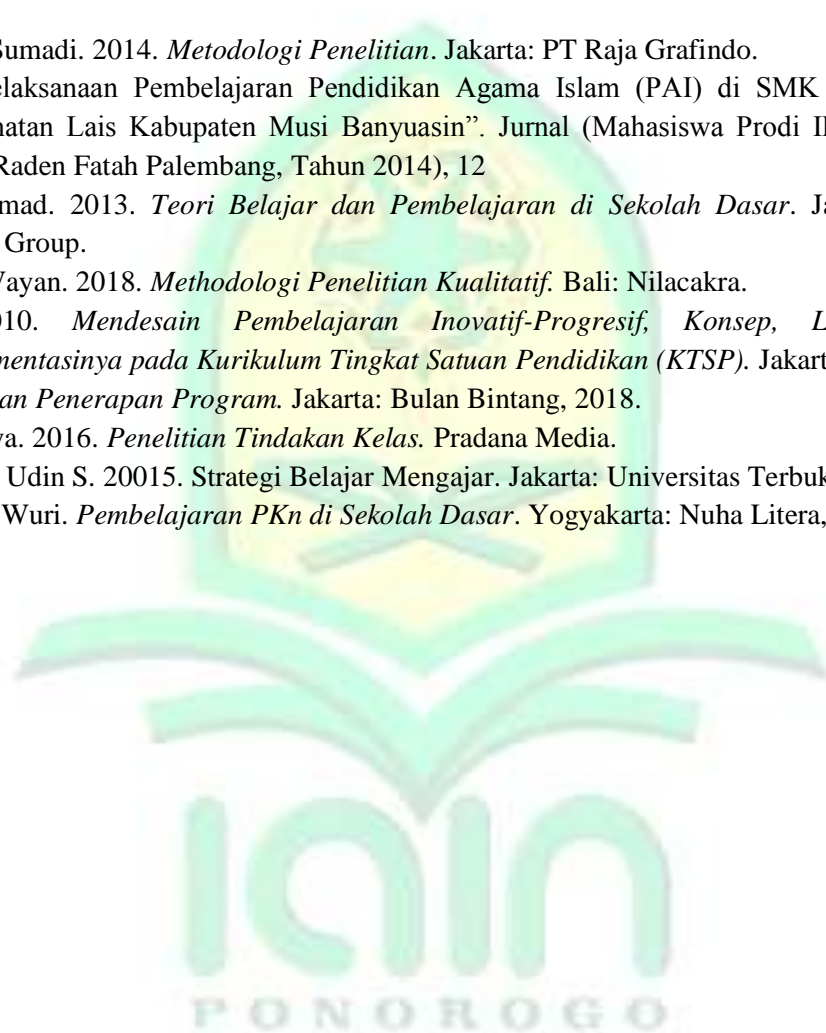 Sumadi. 2014. Metodologi Penelitian. Jakarta: PT Raja Grafindo.
elaksanaan Pembelajaran Pendidikan Agama Islam (PAI) di SMK
natan Lais Kabupaten Musi Banyuasin”. Jurnal (Mahasiswa Prodi II
Raden Fatah Palembang, Tahun 2014), 12
mad. 2013. Teori Belajar dan Pembelajaran di Sekolah Dasar. Ja
Group.
Wayan. 2018. Methodologi Penelitian Kualitatif. Bali: Nilacakra.
010. Mendesain Pembelajaran Inovatif-Progresif, Konsep, L
mentasinya pada Kurikulum Tingkat Satuan Pendidikan (KTSP). Jakart
an Penerapan Program. Jakarta: Bulan Bintang, 2018.
ya. 2016. Penelitian Tindakan Kelas. Pradana Media.
Udin S. 20015. Strategi Belajar Mengajar. Jakarta: Universitas Terbuk
Wuri. Pembelajaran PKn di Sekolah Dasar. Yogyakarta: Nuha Litera,
iain
PONOROGO